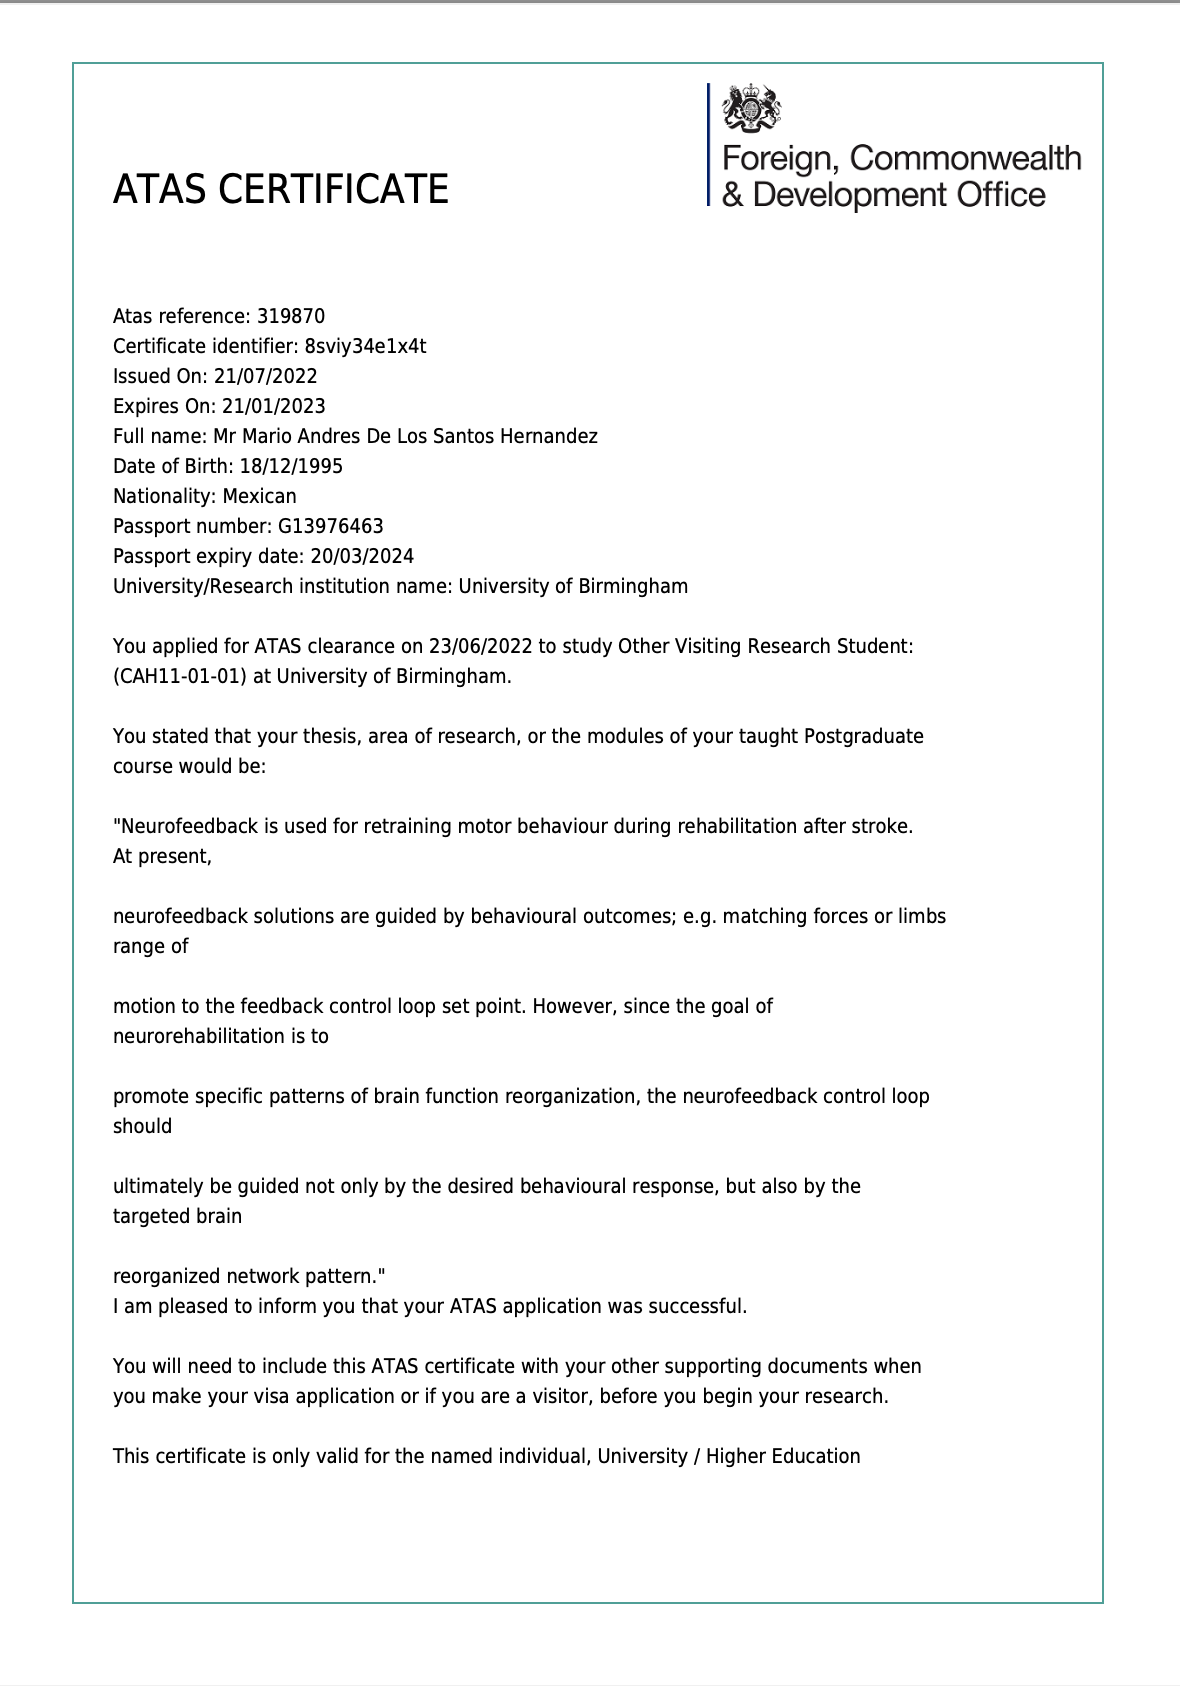 Foreign, Commonwealth
& Development Office
ATAS CERTIFICATE
Atas reference: 319870
Certificate identifier: 8sviy34e1x4t
Issued On: 21/07/2022
Expires On: 21/01/2023
Full name: Mr Mario Andres De Los Santos Hernandez
Date of Birth: 18/12/1995
Nationality: Mexican
Passport number: G13976463
Passport expiry date: 20/03/2024
University/Research institution name: University of Birmingham
You applied for ATAS clearance on 23/06/2022 to study Other Visiting Research Student:
(CAH11-01-01) at University of Birmingham.
You stated that your thesis, area of research, or the modules of your taught Postgraduate
course would be:
"Neurofeedback is used for retraining motor behaviour during rehabilitation after stroke.
At present,
neurofeedback solutions are guided by behavioural outcomes; e.g. matching forces or limbs
range of
motion to the feedback control loop set point. However, since the goal of
neurorehabilitation is to
promote specific patterns of brain function reorganization, the neurofeedback control loop
should
ultimately be guided not only by the desired behavioural response, but also by the
targeted brain
reorganized network pattern."
I am pleased to inform you that your ATAS application was successful.
You will need to include this ATAS certificate with your other supporting documents when
you make your visa application or if you are a visitor, before you begin your research.
This certificate is only valid for the named individual, University / Higher Education